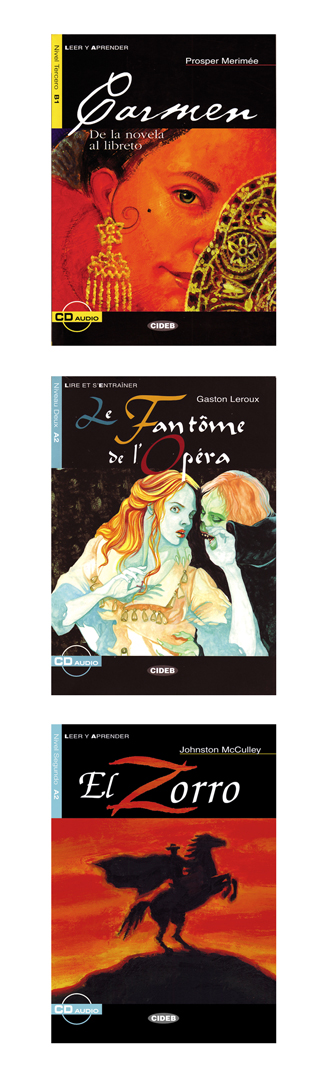 LEER Y APRENDER
Nivel Tercero B1
Prosper Merimée
Carmen
De la novela
al libreto
CD AUDIO
CIDEB
LIRE ET S'ENTRAÎNER
Niveau Deux A2
Gaston Leroux
Le Fantôme
de l'Opéra
CD AUDIO
CIDEB
LEER Y APRENDER
Nivel Segundo A2
Johnston McCulley
El Zorro
CD AUDIO
CIDEB